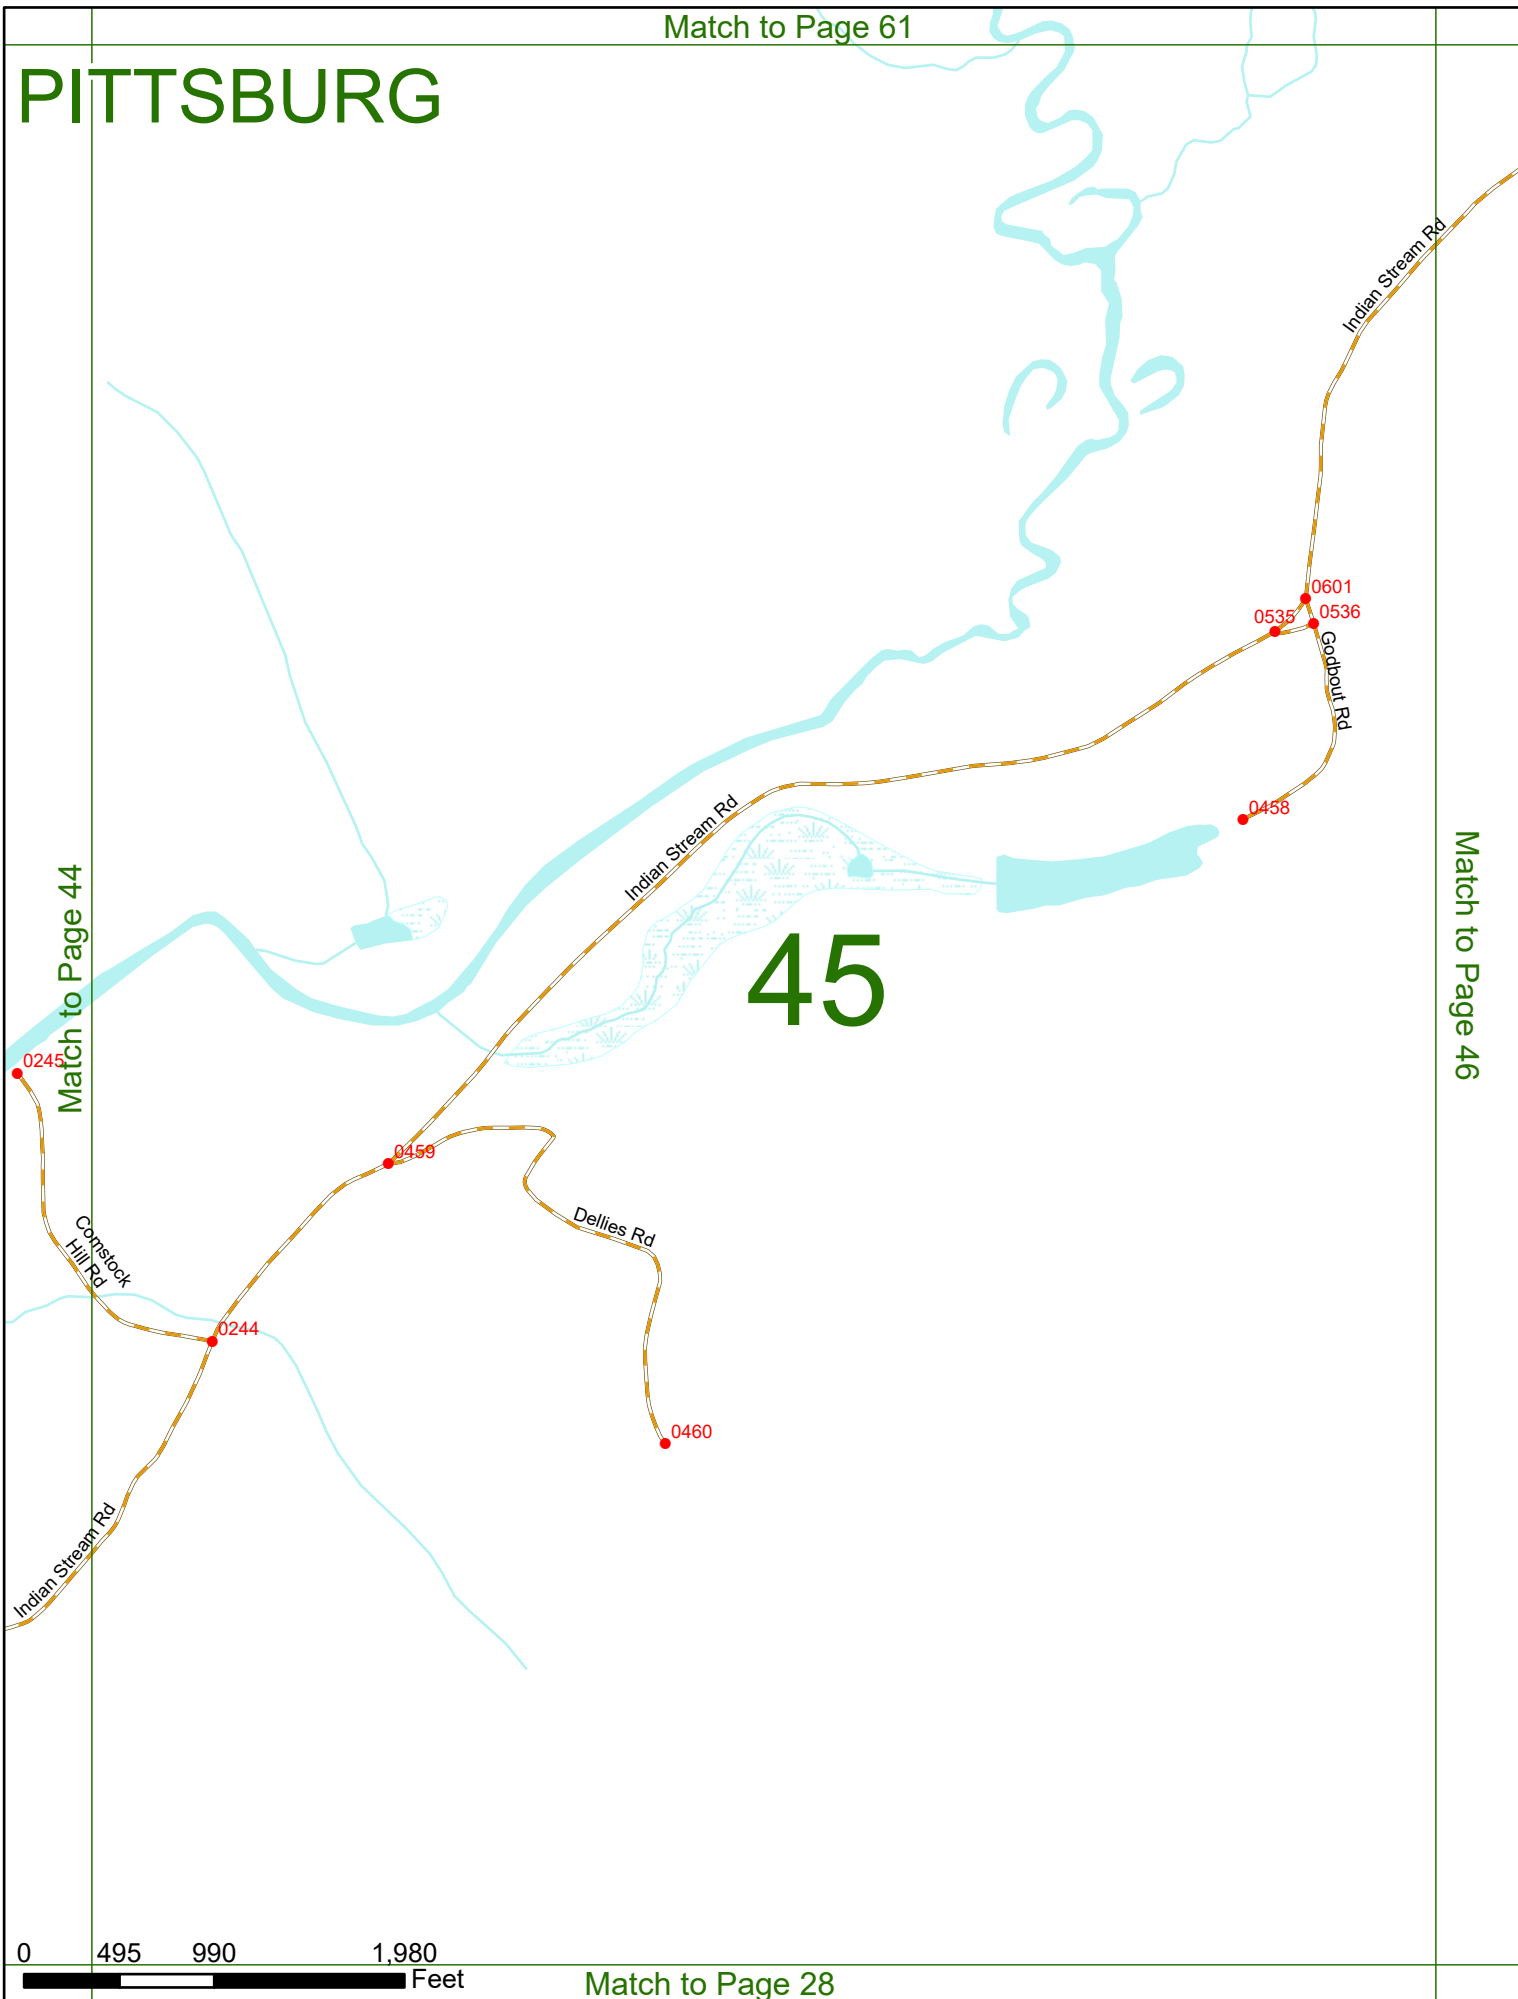 Match to Page 61
PITTSBURG
Indian Stream Rd
0601
0535
0536
Godbout Rd
0458
Indian Stream Rd
Match to Page 44
Match to Page 46
45
0245
0459
Comstock
Hill Rd
Dellies Rd
0244
0460
Indian Stream Rd
0 495 990 1,980
Feet
Match to Page 28